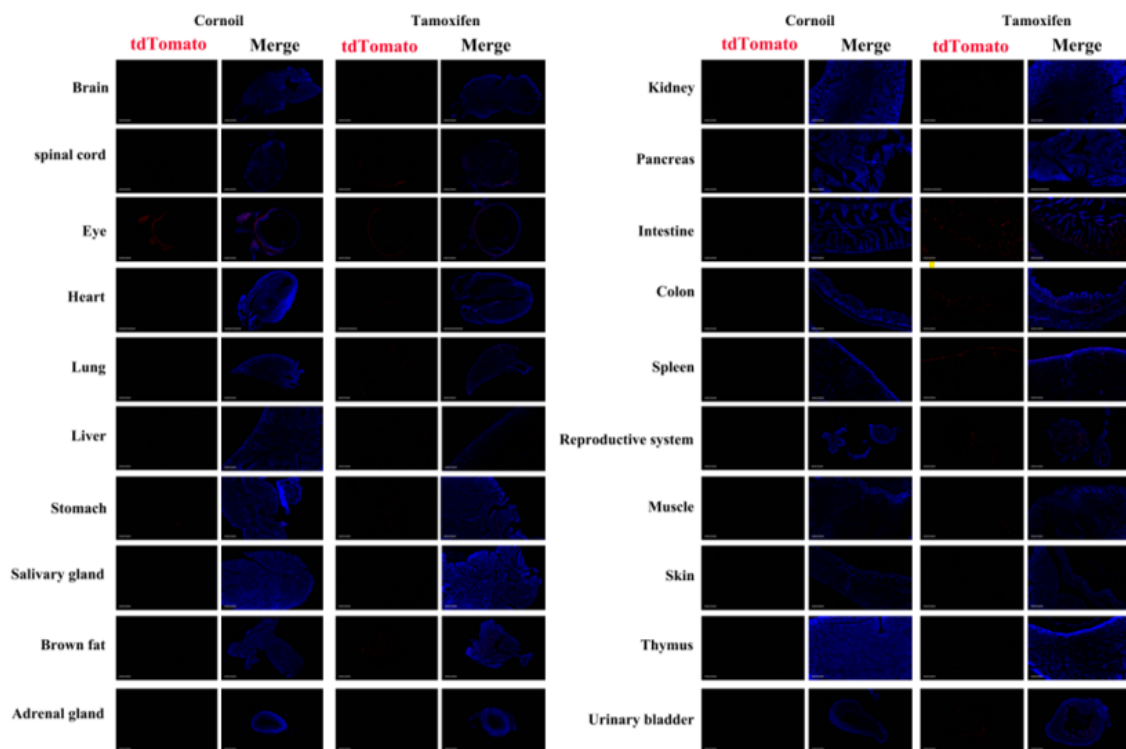 Cornoil Tamoxifen Cornoil Tamoxifen
tdTomato Merge tdTomato Merge tdTomato Merge tdTomato Merge
Brain Kidney
spinal cord Pancreas
Eye Intestine
Heart Colon
Lung Spleen
Liver Reproductive system
Stomach Muscle
Salivary gland Skin
Brown fat Thymus
Adrenal gland Urinary bladder